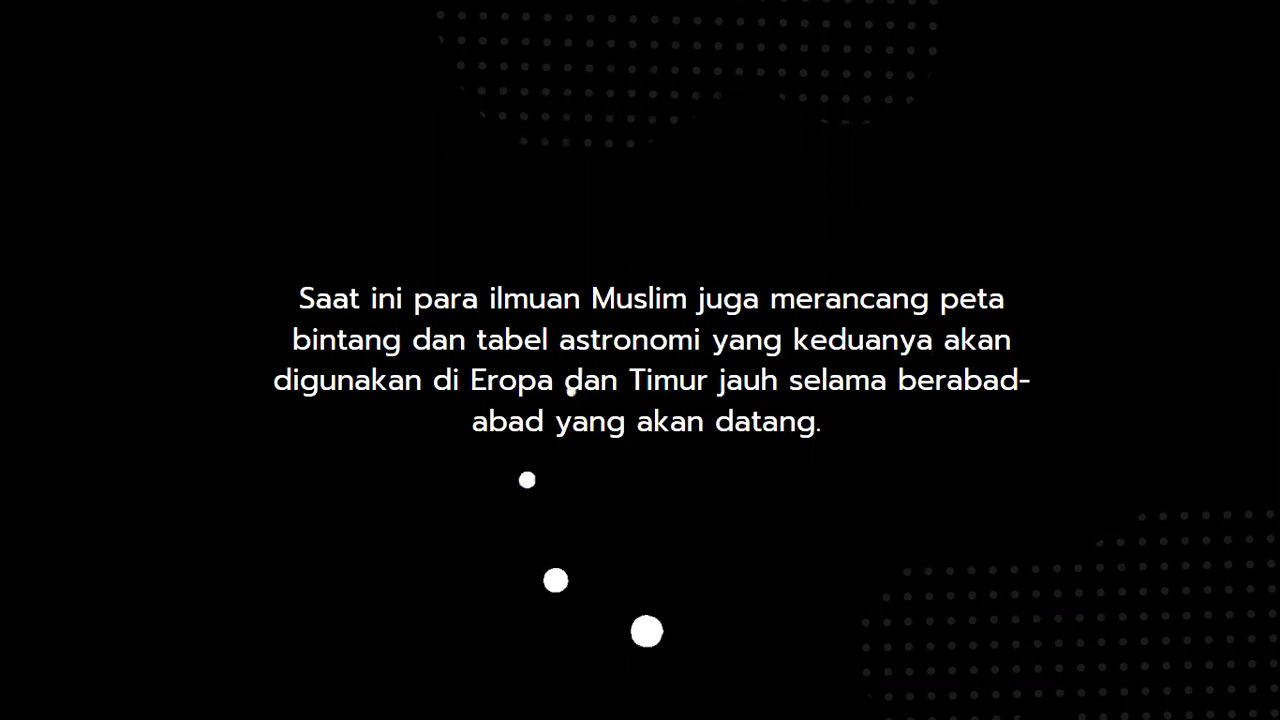 Saat ini para ilmuan Muslim juga merancang peta
bintang dan tabel astronomi yang keduanya akan
digunakan di Eropa dan Timur jauh selama berabad-
abad yang akan datang.